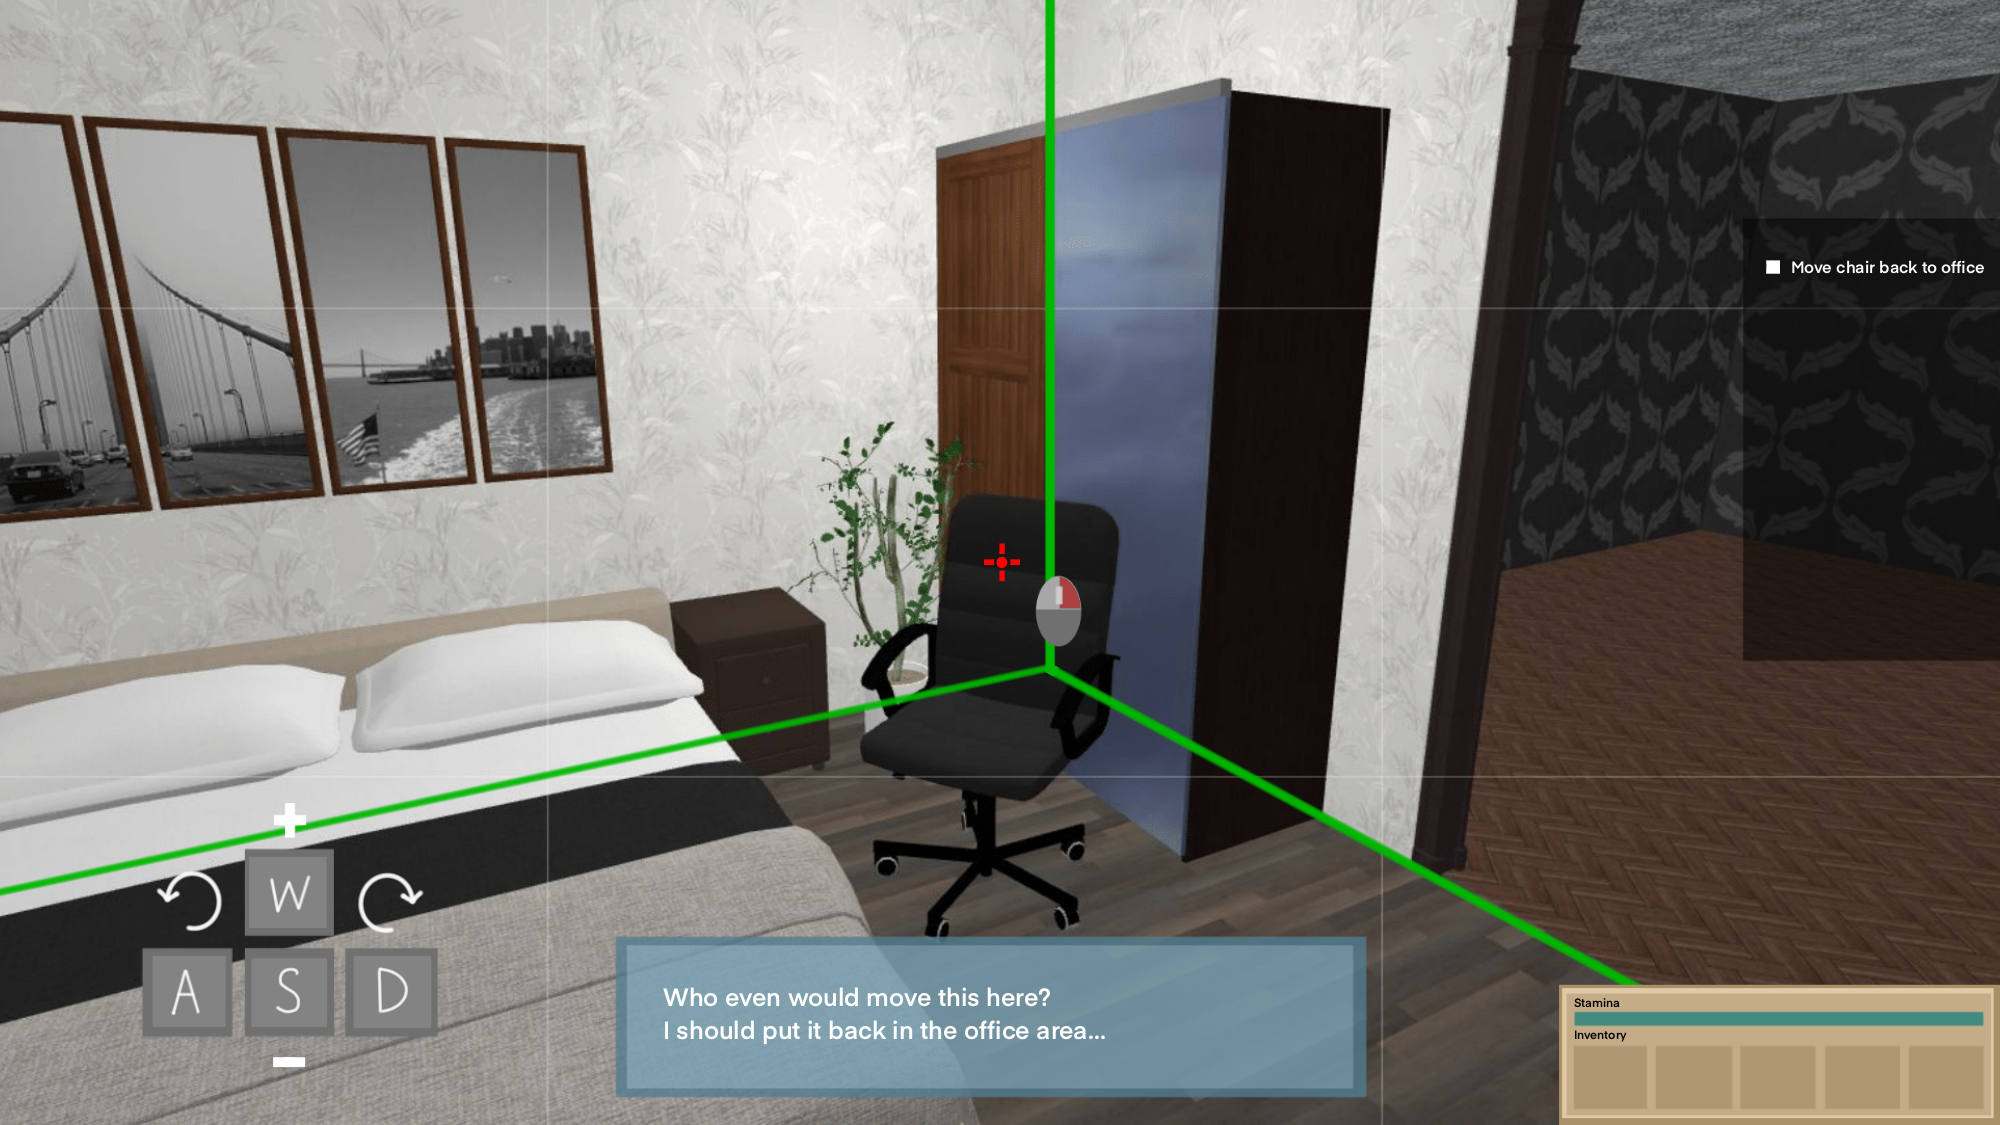 Move chair back to office
W
A S D
Who even would move this here?
I should put it back in the office area...
Stamina
Inventory